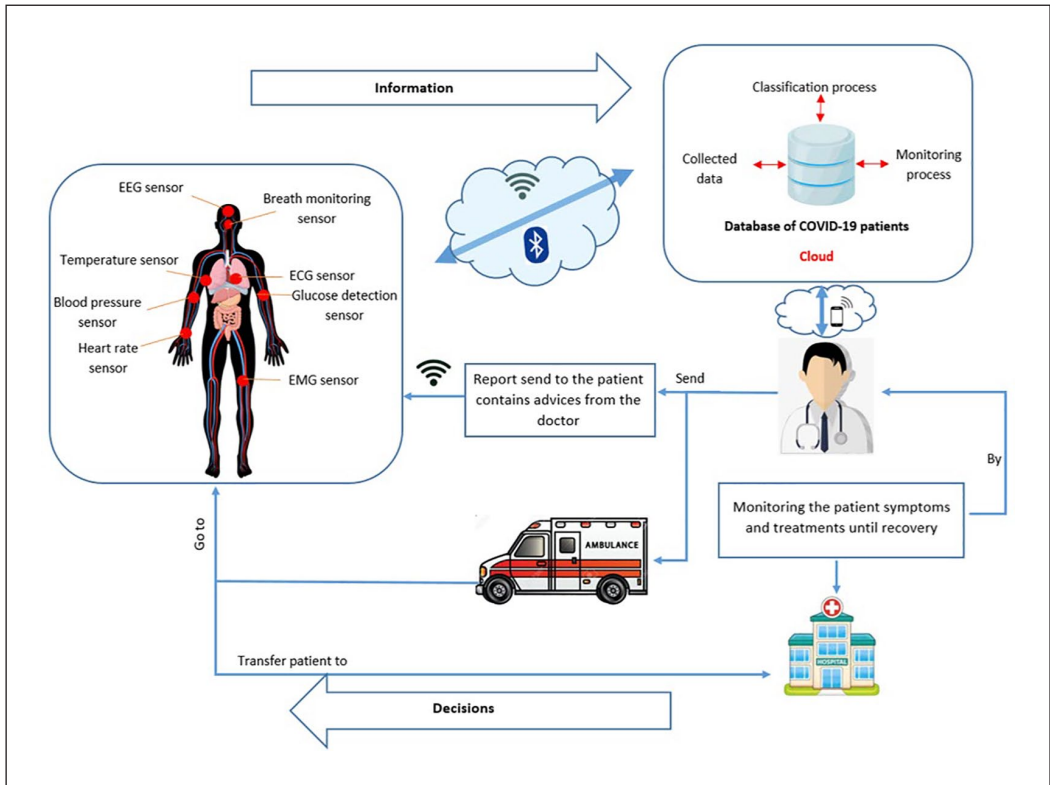 Information
Classification process
Collected
data
Monitoring
process
Database of COVID-19 patients
Cloud
EEG sensor
Breath monitoring
sensor
Temperature sensor
ECG sensor
Blood pressure
sensor
Glucose detection
sensor
Heart rate
sensor
EMG sensor
Report send to the patient
contains advices from the
doctor
Send
By
Monitoring the patient symptoms
and treatments until recovery
Go to
AMBULANCE
HOSPITAL
Transfer patient to
Decisions